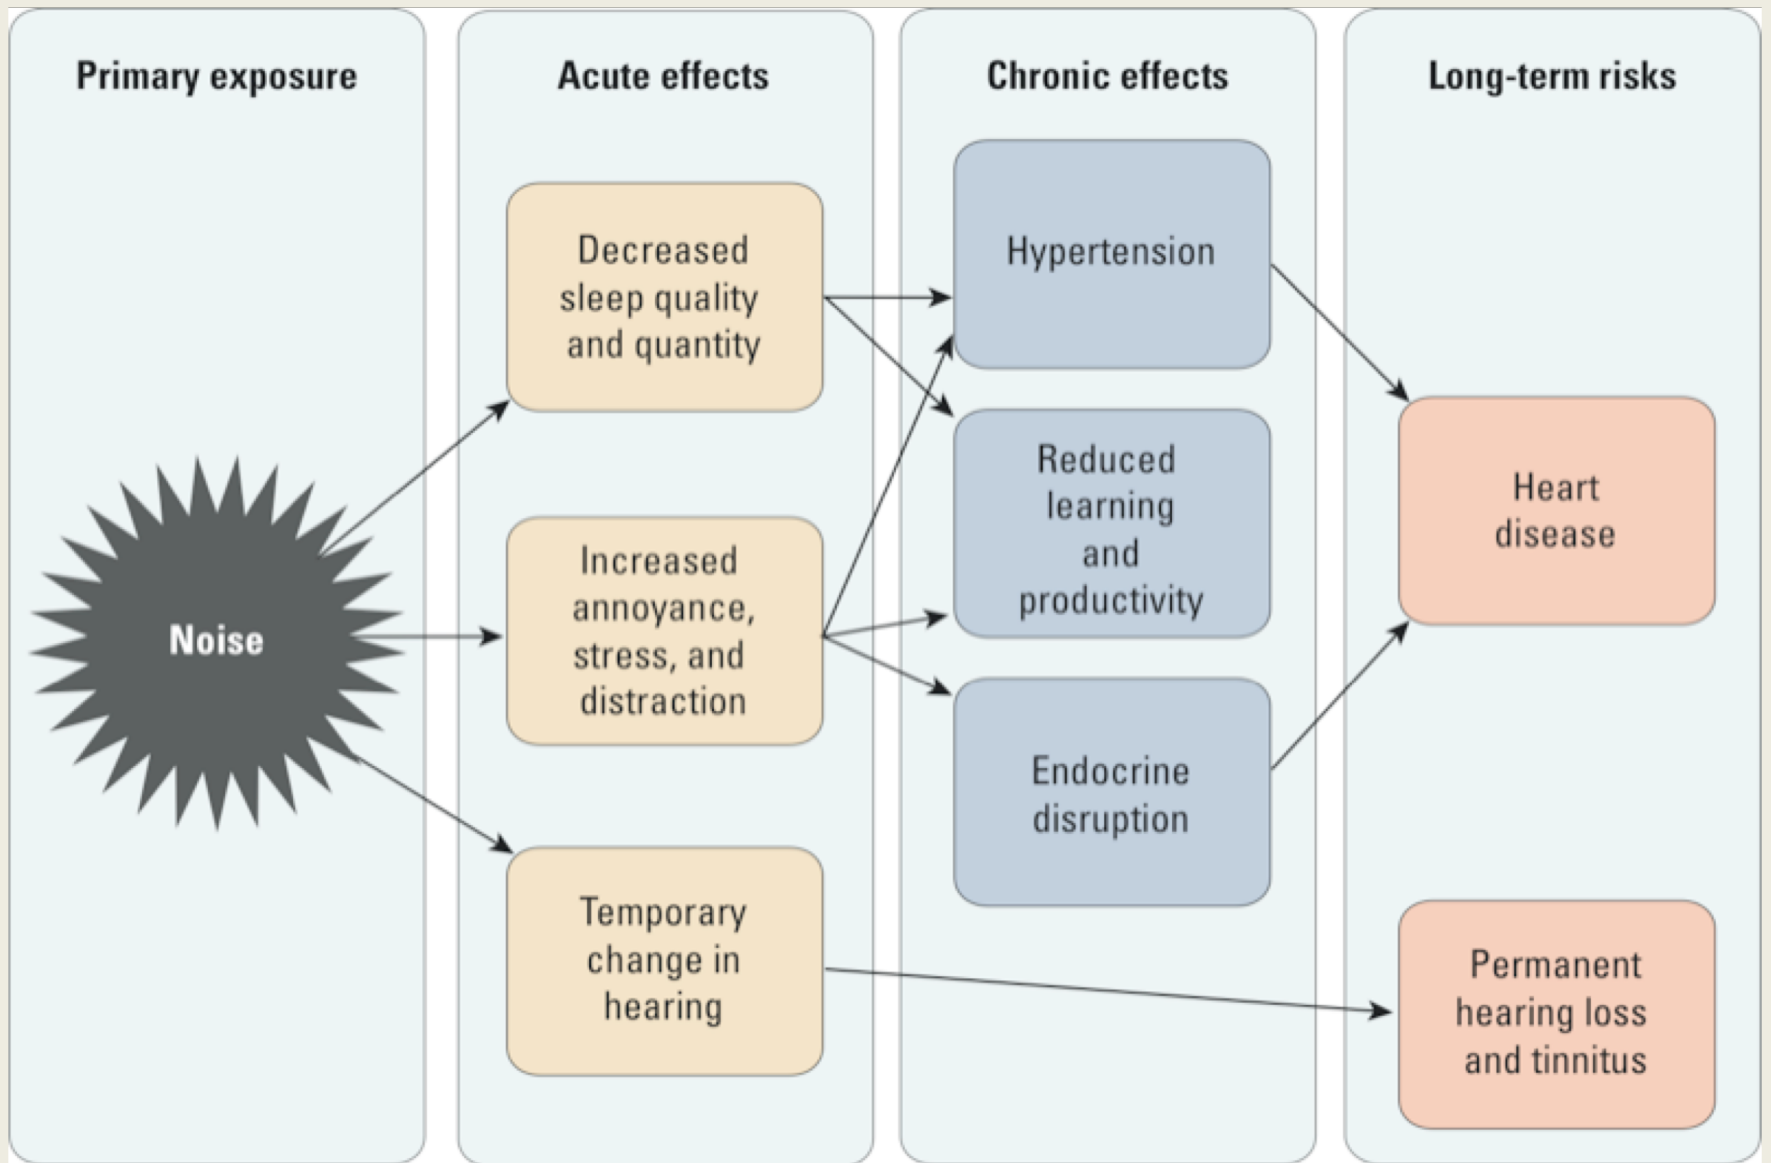 Primary exposure
Acute effects
Chronic effects
Long-term risks
Noise
Decreased
sleep quality
and quantity
Increased
annoyance,
stress, and
distraction
Temporary
change in
hearing
Hypertension
Reduced
learning
and
productivity
Endocrine
disruption
Heart
disease
Permanent
hearing loss
and tinnitus